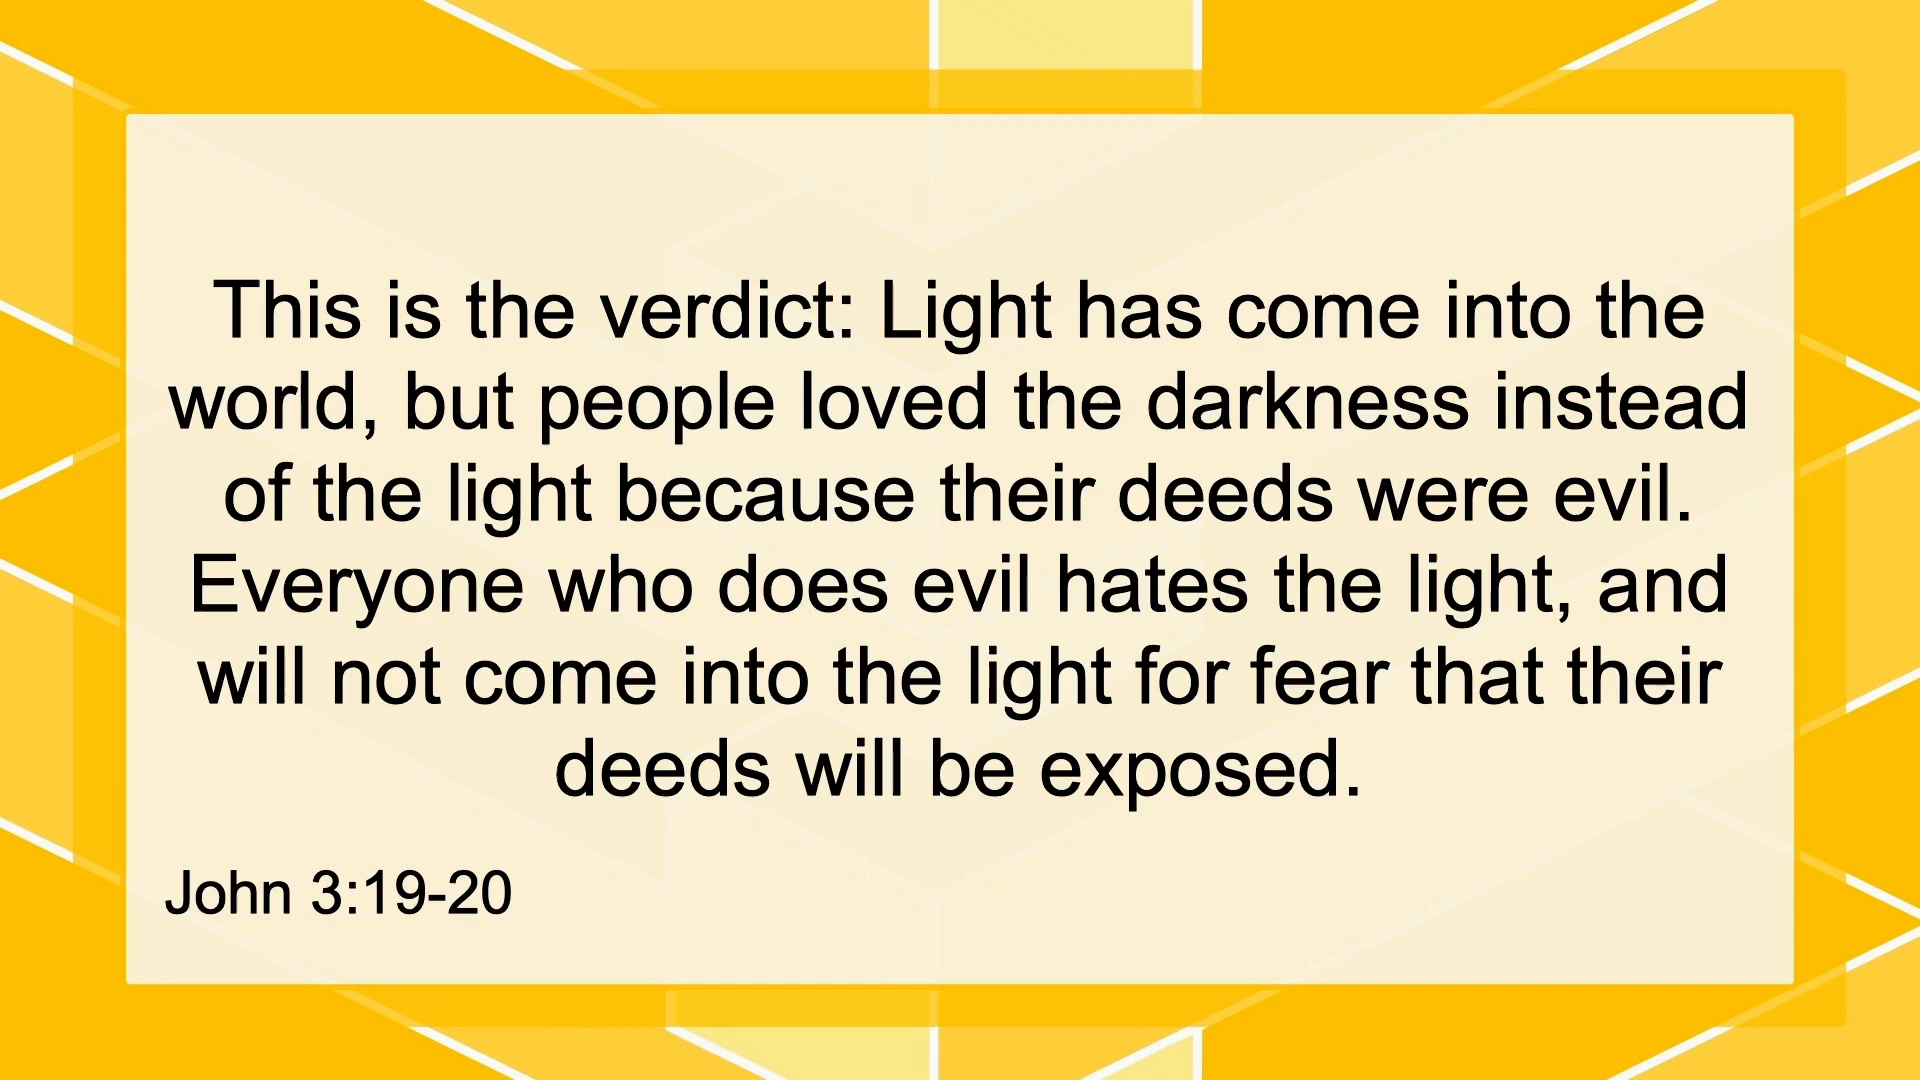 This is the verdict: Light has come into the
world, but people loved the darkness instead
of the light because their deeds were evil.
Everyone who does evil hates the light, and
will not come into the light for fear that their
deeds will be exposed.
John 3:19-20